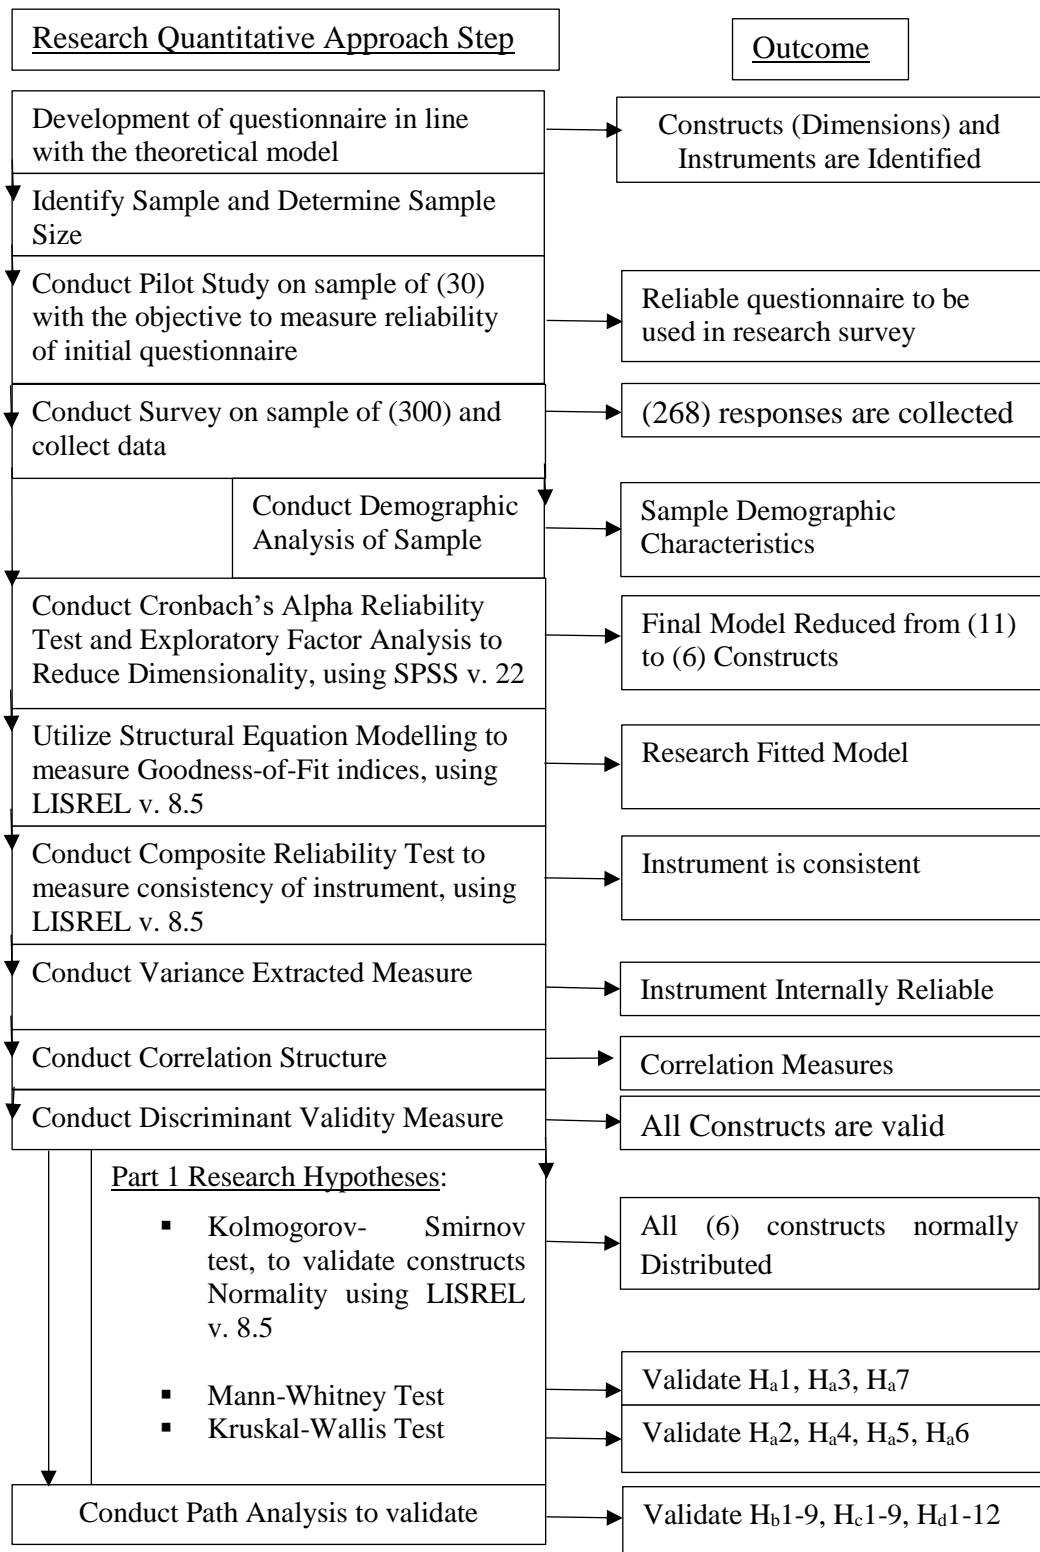 Research Quantitative Approach Step
Outcome
Development of questionnaire in line
with the theoretical model
Constructs (Dimensions) and
Instruments are Identified
Identify Sample and Determine Sample
Size
Conduct Pilot Study on sample of (30)
with the objective to measure reliability
of initial questionnaire
Reliable questionnaire to be
used in research survey
Conduct Survey on sample of (300) and
collect data
(268) responses are collected
Conduct Demographic
Analysis of Sample
Sample Demographic
Characteristics
Conduct Cronbach’s Alpha Reliability
Test and Exploratory Factor Analysis to
Reduce Dimensionality, using SPSS v. 22
Final Model Reduced from (11)
to (6) Constructs
Utilize Structural Equation Modelling to
measure Goodness-of-Fit indices, using
LISREL v. 8.5
Research Fitted Model
Conduct Composite Reliability Test to
measure consistency of instrument, using
LISREL v. 8.5
Instrument is consistent
Conduct Variance Extracted Measure
Instrument Internally Reliable
Conduct Correlation Structure
Correlation Measures
Conduct Discriminant Validity Measure
All Constructs are valid
Part 1 Research Hypotheses:
▪ Kolmogorov- Smirnov
test, to validate constructs
Normality using LISREL
v. 8.5
All (6) constructs normally
Distributed
▪ Mann-Whitney Test
▪ Kruskal-Wallis Test
Validate Hₐ1, Hₐ3, Hₐ7
Validate Hₐ2, Hₐ4, Hₐ5, Hₐ6
Conduct Path Analysis to validate
Validate H_b1-9, H_c1-9, H_d1-12